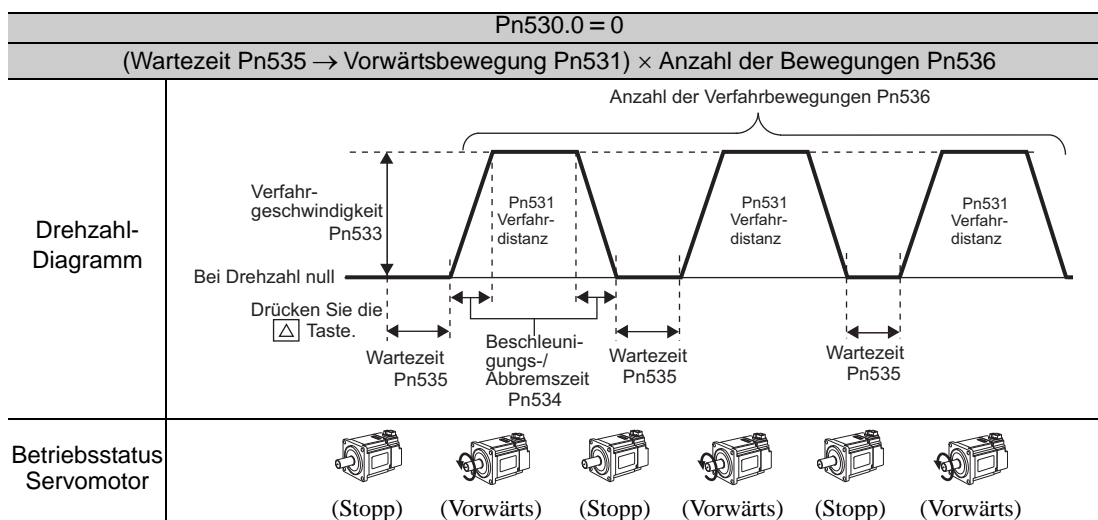 Pn530.0 = 0
(Wartezeit Pn535 → Vorwärtsbewegung Pn531) × Anzahl der Bewegungen Pn536
Drehzahl-
Diagramm
Anzahl der Verfahrbewegungen Pn536
Verfahr-
geschwindigkeit
Pn533
Pn531
Verfahr-
distanz
Pn531
Verfahr-
distanz
Pn531
Verfahr-
distanz
Bei Drehzahl null
Drücken Sie die
△ Taste.
Wartezeit
Pn535
Beschleuni-
gungs-/
Abbremszeit
Pn534
Wartezeit
Pn535
Wartezeit
Pn535
Betriebsstatus
Servomotor
(Stopp) (Vorwärts) (Stopp) (Vorwärts) (Stopp) (Vorwärts)